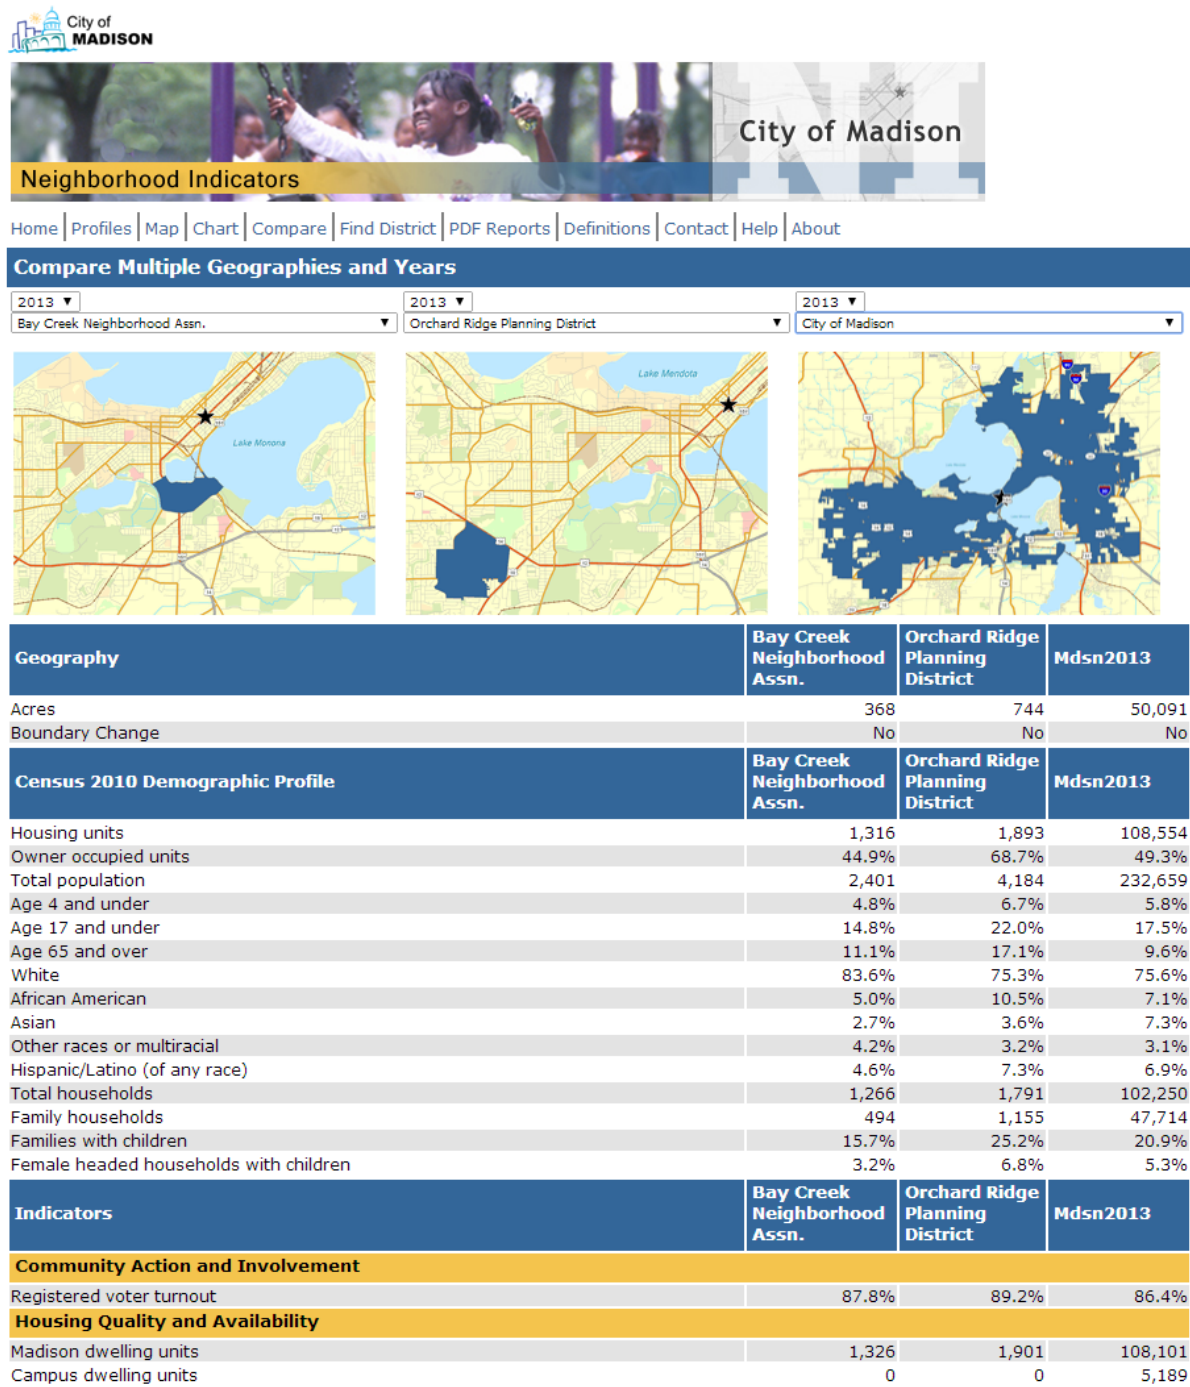 City of
MADISON
City of Madison
Neighborhood Indicators
Home Profiles Map Chart Compare Find District PDF Reports Definitions Contact Help About
Compare Multiple Geographies and Years
2013 ▼ 2013 ▼ 2013 ▼
Bay Creek Neighborhood Assn. ▼ Orchard Ridge Planning District ▼ City of Madison ▼
Lake Mendota
Lake Monona
Geography Bay Creek Neighborhood Assn. Orchard Ridge Planning District Mdsn2013
Acres 368 744 50,091
Boundary Change No No No
Census 2010 Demographic Profile Bay Creek Neighborhood Assn. Orchard Ridge Planning District Mdsn2013
Housing units 1,316 1,893 108,554
Owner occupied units 44.9% 68.7% 49.3%
Total population 2,401 4,184 232,659
Age 4 and under 4.8% 6.7% 5.8%
Age 17 and under 14.8% 22.0% 17.5%
Age 65 and over 11.1% 17.1% 9.6%
White 83.6% 75.3% 75.6%
African American 5.0% 10.5% 7.1%
Asian 2.7% 3.6% 7.3%
Other races or multiracial 4.2% 3.2% 3.1%
Hispanic/Latino (of any race) 4.6% 7.3% 6.9%
Total households 1,266 1,791 102,250
Family households 494 1,155 47,714
Families with children 15.7% 25.2% 20.9%
Female headed households with children 3.2% 6.8% 5.3%
Indicators Bay Creek Neighborhood Assn. Orchard Ridge Planning District Mdsn2013
Community Action and Involvement
Registered voter turnout 87.8% 89.2% 86.4%
Housing Quality and Availability
Madison dwelling units 1,326 1,901 108,101
Campus dwelling units 0 0 5,189